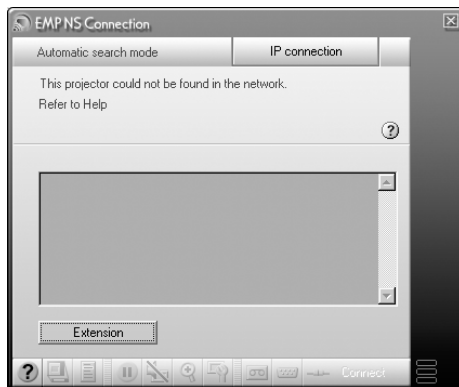 EMP NS Connection
Automatic search mode
IP connection
This projector could not be found in the network.
Refer to Help
?
Extension
? Connect